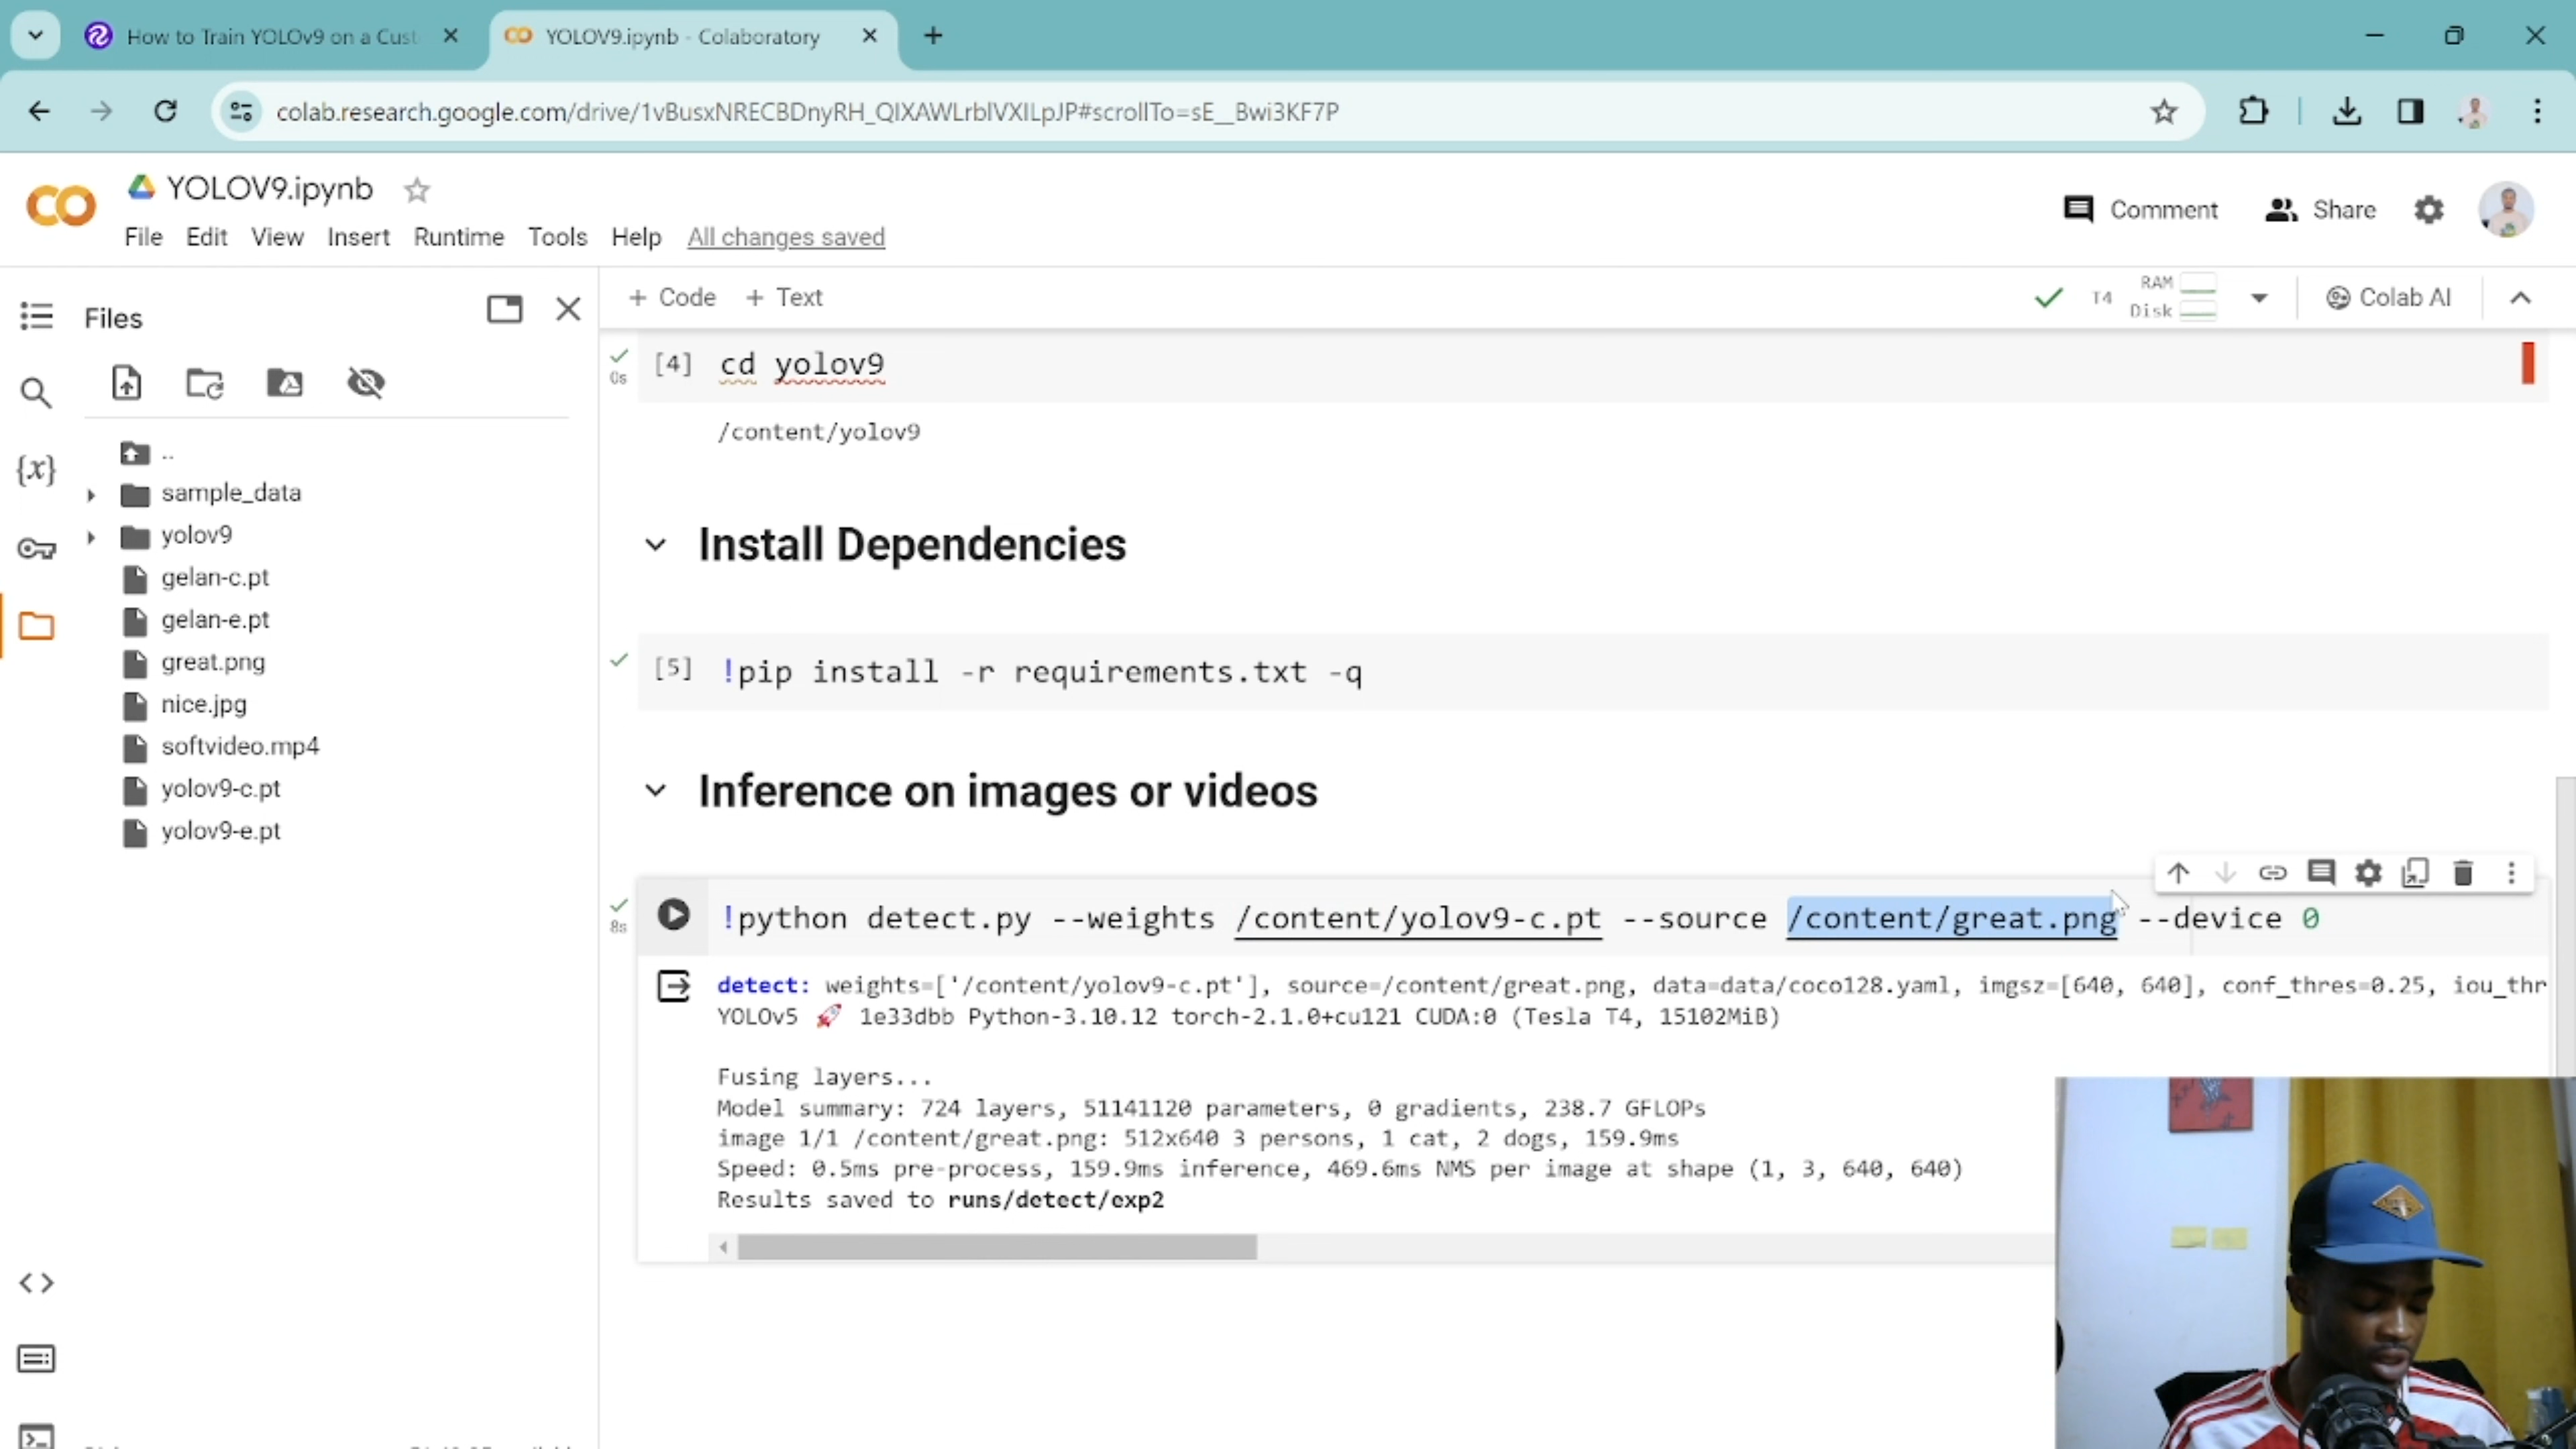 How to Train YOLOv9 on a Cust
YOLOV9.ipynb - Colaboratory
colab.research.google.com/drive/1vBusxNRECBDnyRH_QIXAWLrblVXILpJP#scrollTo=sE__Bwi3KF7P
YOLOV9.ipynb
File Edit View Insert Runtime Tools Help All changes saved
Comment
Share
Files
+ Code + Text
T4
RAM
Disk
Colab AI
..
sample_data
yolov9
gelan-c.pt
gelan-e.pt
great.png
nice.jpg
softvideo.mp4
yolov9-c.pt
yolov9-e.pt
{x}
0s
[4] cd yolov9
/content/yolov9
Install Dependencies
[5] !pip install -r requirements.txt -q
Inference on images or videos
8s
!python detect.py --weights /content/yolov9-c.pt --source /content/great.png --device 0
detect: weights=['/content/yolov9-c.pt'], source=/content/great.png, data=data/coco128.yaml, imgsz=[640, 640], conf_thres=0.25, iou_thr
YOLOv5 🚀 1e33dbb Python-3.10.12 torch-2.1.0+cu121 CUDA:0 (Tesla T4, 15102MiB)
Fusing layers...
Model summary: 724 layers, 51141120 parameters, 0 gradients, 238.7 GFLOPs
image 1/1 /content/great.png: 512x640 3 persons, 1 cat, 2 dogs, 159.9ms
Speed: 0.5ms pre-process, 159.9ms inference, 469.6ms NMS per image at shape (1, 3, 640, 640)
Results saved to runs/detect/exp2